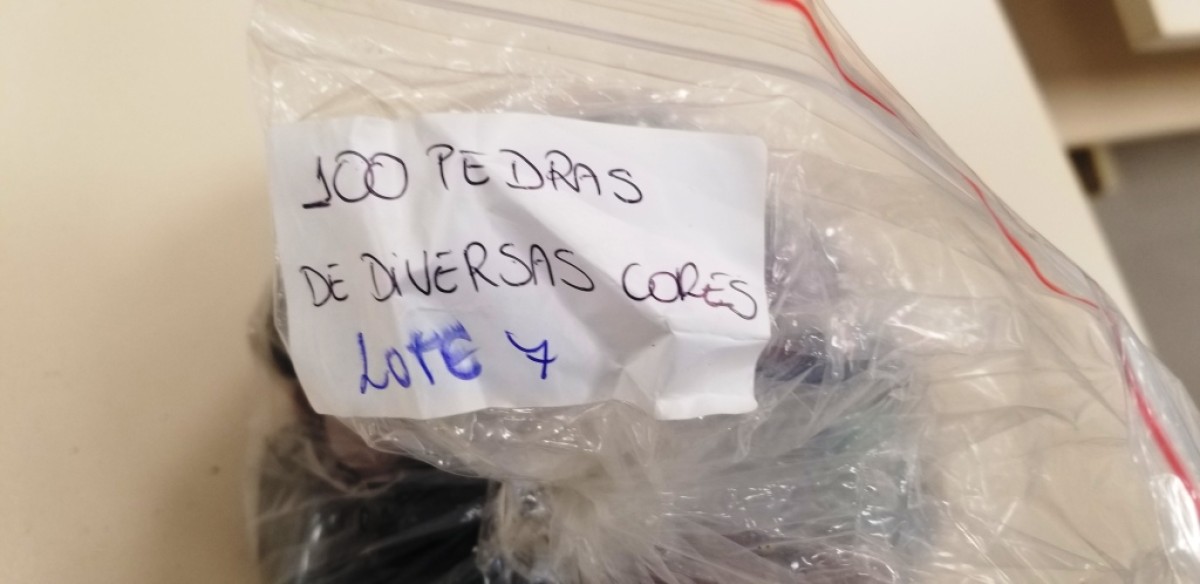 100 PEDRAS
DE DIVERSAS CORES
LOTE 7